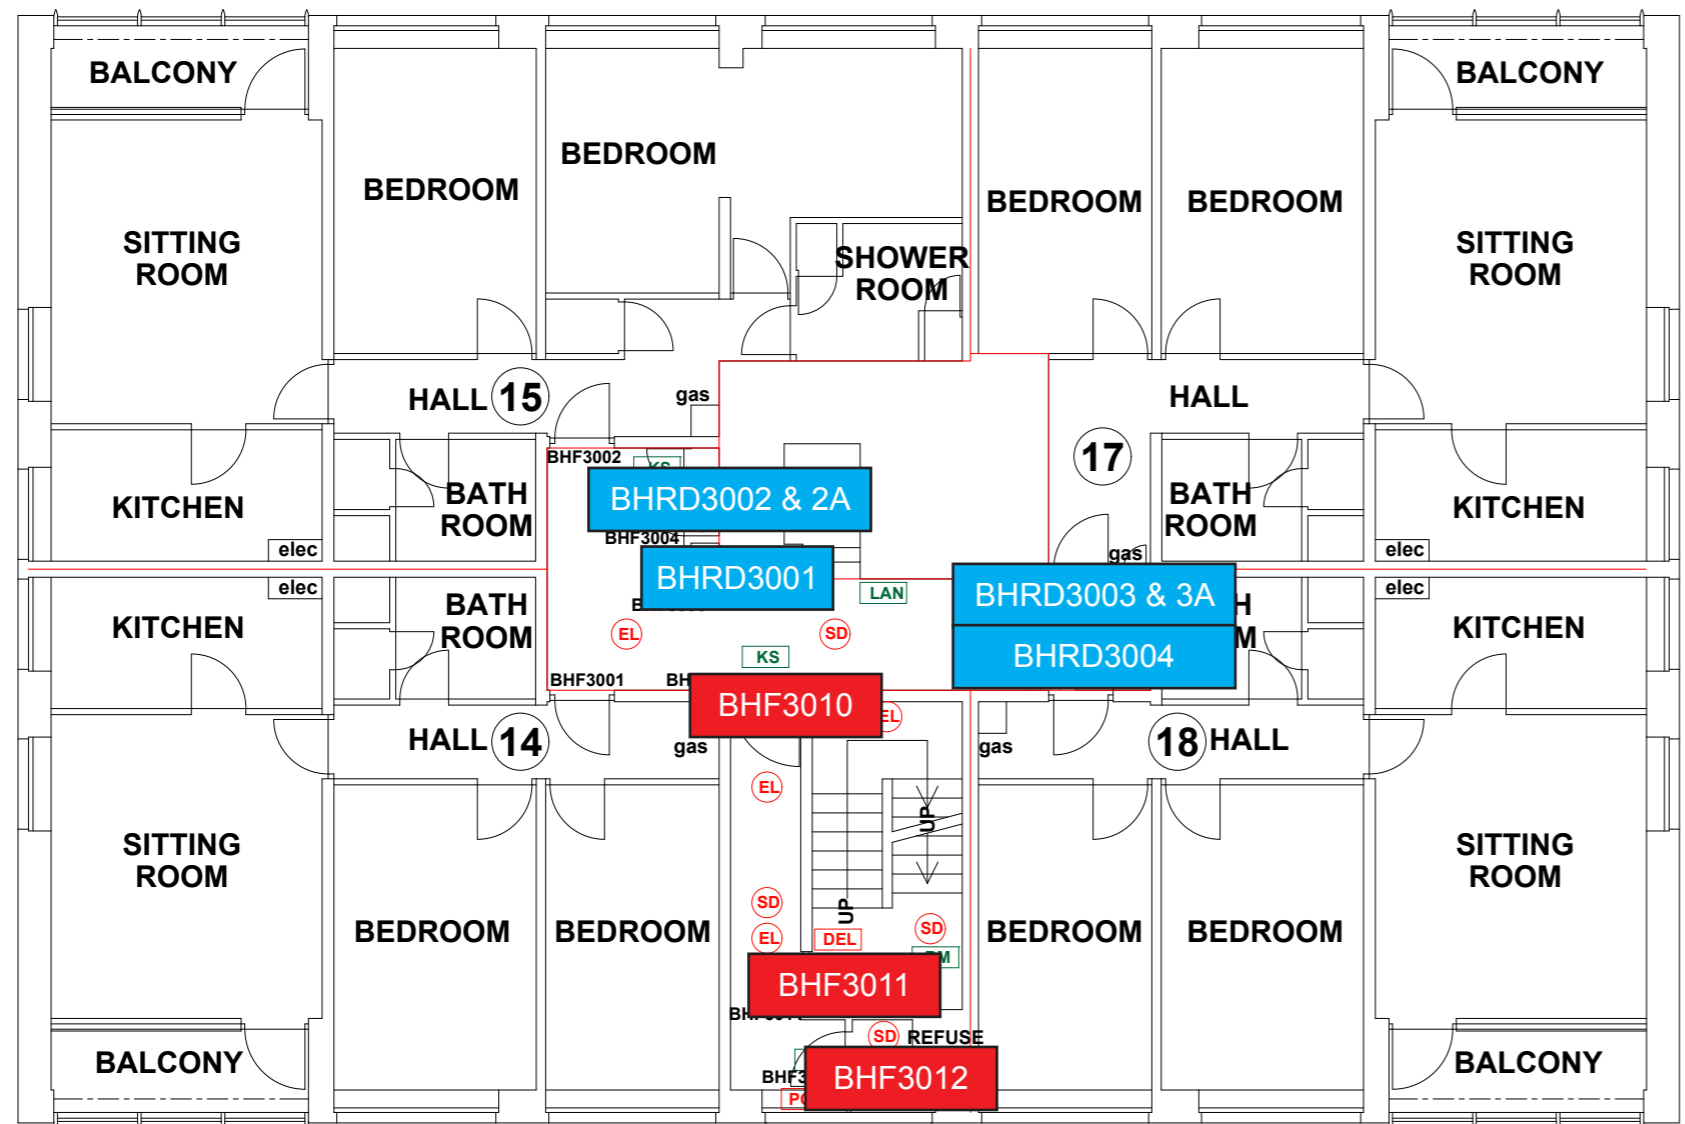 BALCONY
BALCONY
BEDROOM
BEDROOM
BEDROOM
BEDROOM
SITTING
ROOM
SHOWER
ROOM
SITTING
ROOM
HALL
15
gas
HALL
BHF3002
KS
17
KITCHEN
BATH
ROOM
BHRD3002 & 2A
BATH
ROOM
KITCHEN
elec
BHF3004
gas
elec
elec
BHRD3001
LAN
BHRD3003 & 3A
elec
KITCHEN
BATH
ROOM
EL
SD
KITCHEN
KS
BHRD3004
BHF3001
BHF3010
EL
HALL
14
gas
gas
18
HALL
EL
UP
SITTING
ROOM
SITTING
ROOM
SD
UP
BEDROOM
BEDROOM
EL
DEL
SD
BEDROOM
BEDROOM
BHF3011
SD
REFUSE
BALCONY
BHF3012
BALCONY